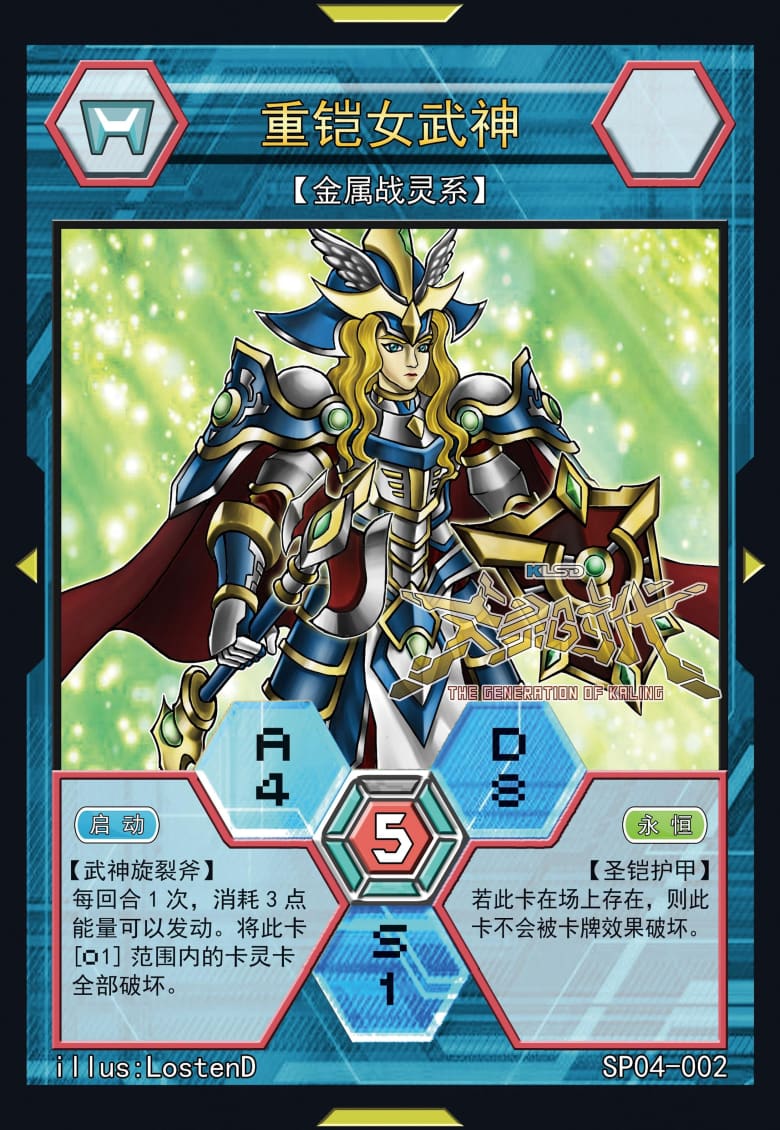 重铠女武神
【金属战灵系】
KLSD
卡灵时代
THE GENERATION OF KALING
A
4
D
8
5
S
1
启动
【武神旋裂斧】
每回合1次，消耗3点
能量可以发动。将此卡
[O1]范围内的卡灵卡
全部破坏。
永恒
【圣铠护甲】
若此卡在场上存在，则此
卡不会被卡牌效果破坏。
illus:LostenD
SP04-002